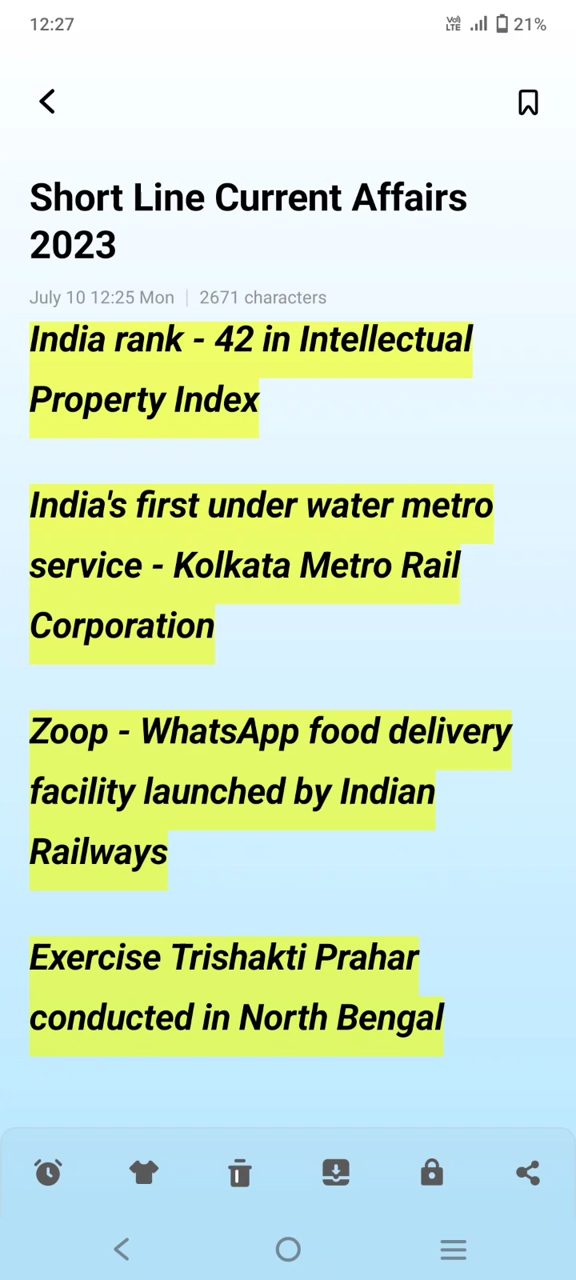 12:27
Vo) LTE 21%
Short Line Current Affairs
2023
July 10 12:25 Mon | 2671 characters
India rank - 42 in Intellectual
Property Index
India's first under water metro
service - Kolkata Metro Rail
Corporation
Zoop - WhatsApp food delivery
facility launched by Indian
Railways
Exercise Trishakti Prahar
conducted in North Bengal